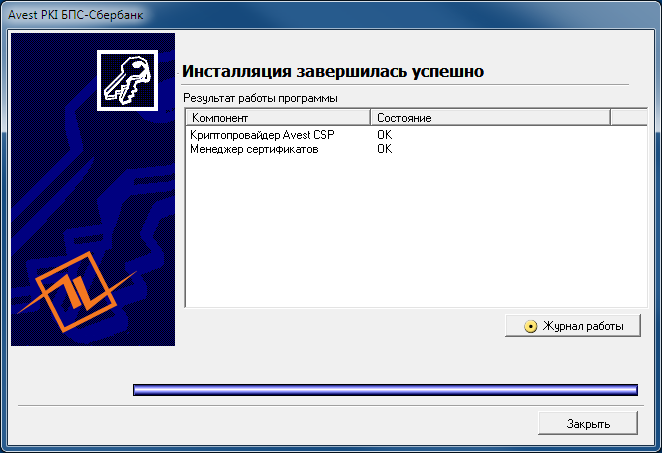 Avest PKI БПС-Сбербанк
Инсталляция завершилась успешно
Результат работы программы
Компонент Состояние
Криптопровайдер Avest CSP OK
Менеджер сертификатов OK
Журнал работы
Закрыть